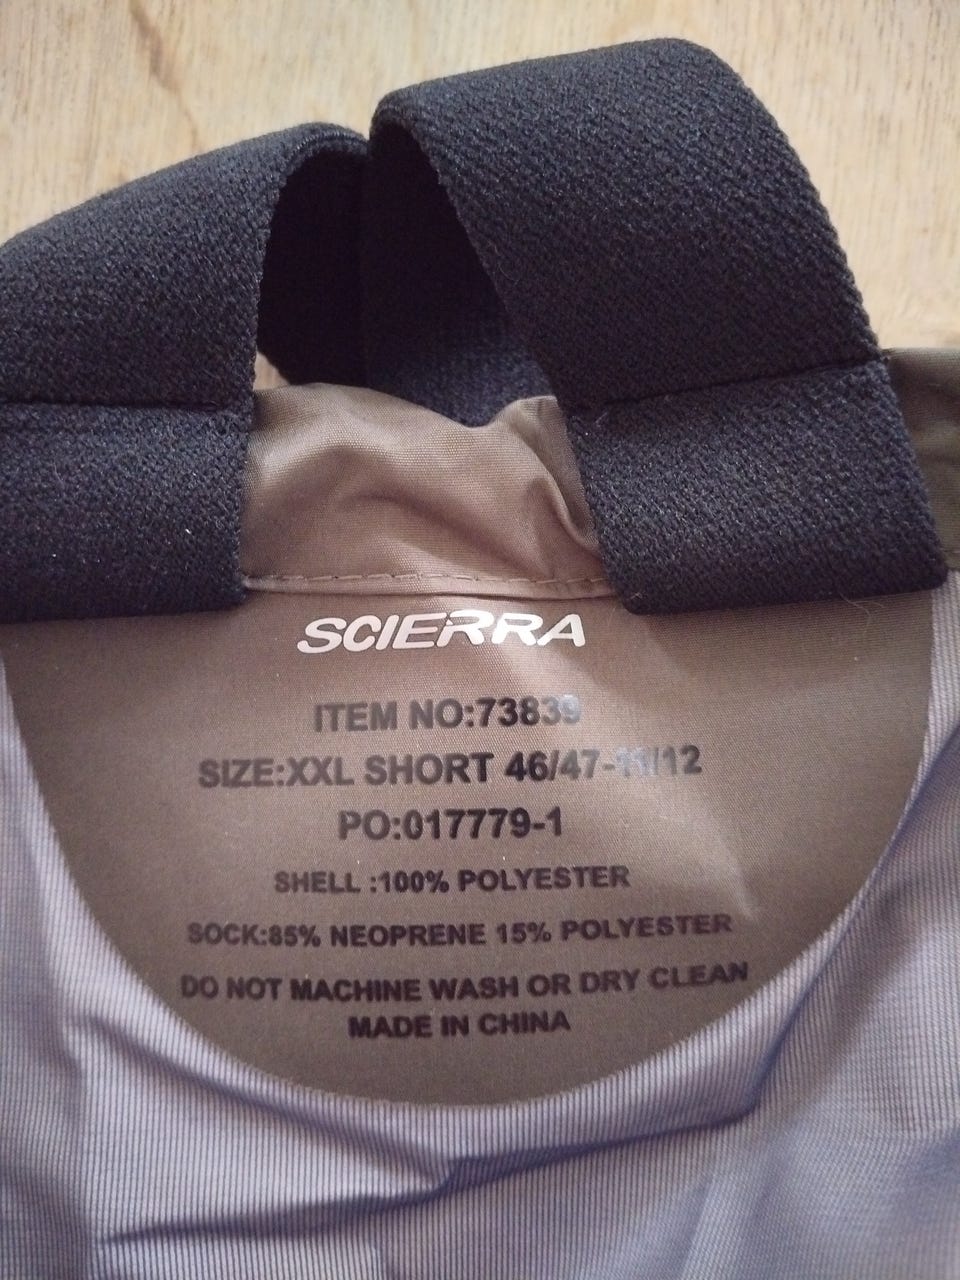 SCIERRA
ITEM NO:73839
SIZE:XXL SHORT 46/47-11/12
PO:017779-1
SHELL :100% POLYESTER
SOCK:85% NEOPRENE 15% POLYESTER
DO NOT MACHINE WASH OR DRY CLEAN
MADE IN CHINA